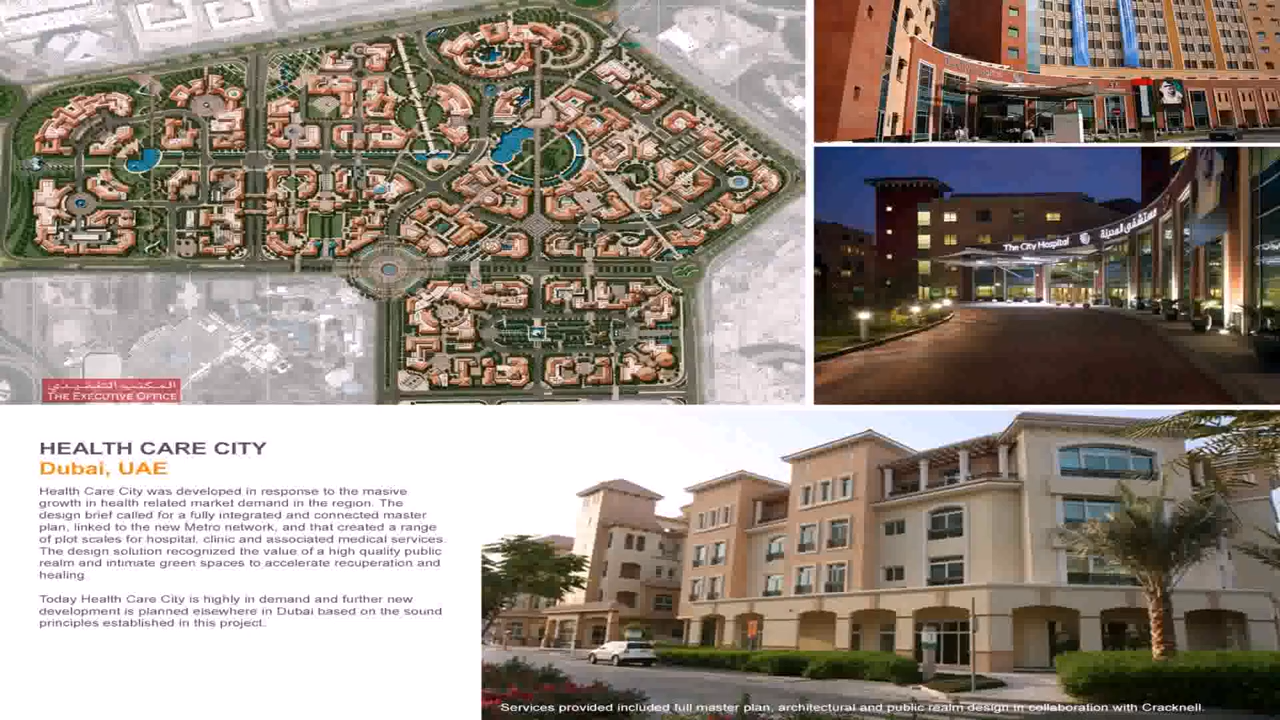 The City Hospital مستشفى المدينة
المكتب التنفيذي
THE EXECUTIVE OFFICE
HEALTH CARE CITY
Dubai, UAE
Health Care City was developed in response to the masive
growth in health related market demand in the region. The
design brief called for a fully integrated and connected master
plan, linked to the new Metro network, and that created a range
of plot scales for hospital, clinic and associated medical services.
The design solution recognized the value of a high quality public
realm and intimate green spaces to accelerate recuperation and
healing
Today Health Care City is highly in demand and further new
development is planned elsewhere in Dubai based on the sound
principles established in this project.
Services provided included full master plan, architectural and public realm design in collaboration with Cracknell.